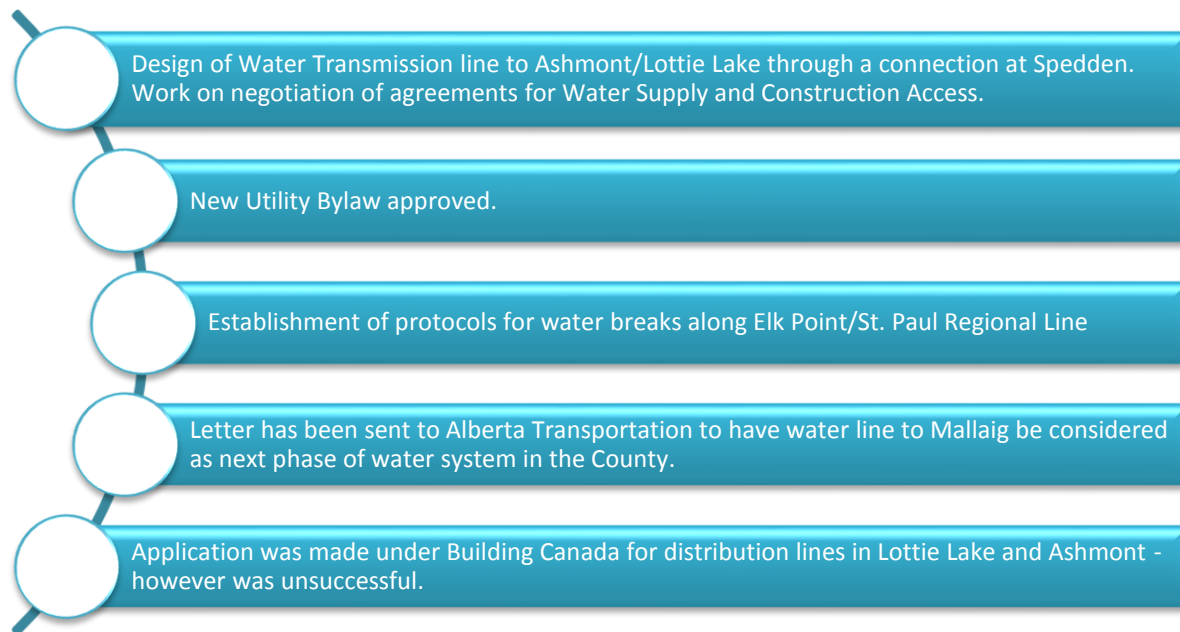 Design of Water Transmission line to Ashmont/Lottie Lake through a connection at Spedden.
Work on negotiation of agreements for Water Supply and Construction Access.
New Utility Bylaw approved.
Establishment of protocols for water breaks along Elk Point/St. Paul Regional Line
Letter has been sent to Alberta Transportation to have water line to Mallaig be considered
as next phase of water system in the County.
Application was made under Building Canada for distribution lines in Lottie Lake and Ashmont -
however was unsuccessful.